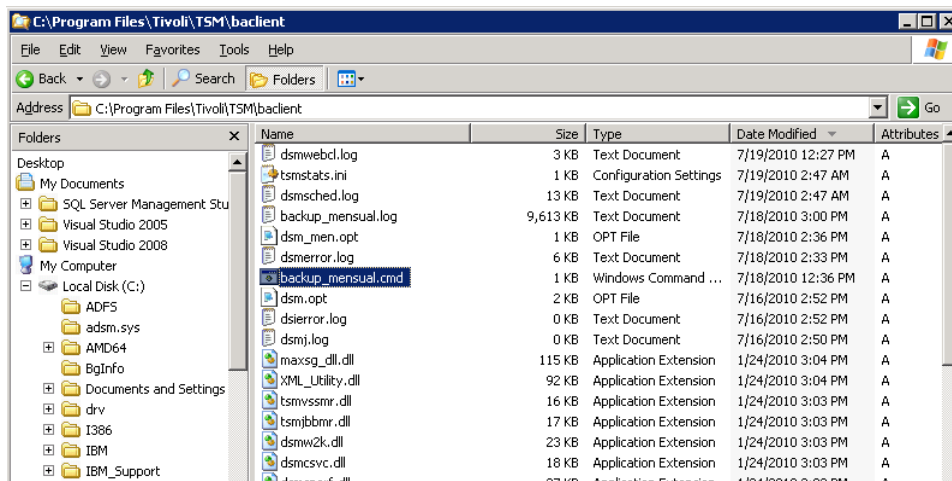 C:\Program Files\Tivoli\TSM\baclient
File Edit View Favorites Tools Help
Back Search Folders
Address C:\Program Files\Tivoli\TSM\baclient Go
Folders x Name Size Type Date Modified Attributes
Desktop
My Documents
SQL Server Management Stu
Visual Studio 2005
Visual Studio 2008
My Computer
Local Disk (C:)
ADFS
adsm.sys
AMD64
BgInfo
Documents and Settings
drv
I386
IBM
IBM_Support
dsmwebcl.log 3 KB Text Document 7/19/2010 12:27 PM A
tsmstats.ini 1 KB Configuration Settings 7/19/2010 2:47 AM A
dsmsched.log 13 KB Text Document 7/19/2010 2:47 AM A
backup_mensual.log 9,613 KB Text Document 7/18/2010 3:00 PM A
dsm_men.opt 1 KB OPT File 7/18/2010 2:36 PM A
dsmerror.log 6 KB Text Document 7/18/2010 2:33 PM A
backup_mensual.cmd 1 KB Windows Command ... 7/18/2010 12:36 PM A
dsm.opt 2 KB OPT File 7/16/2010 2:52 PM A
dsierror.log 0 KB Text Document 7/16/2010 2:52 PM A
dsmj.log 0 KB Text Document 7/16/2010 2:50 PM A
maxsg_dll.dll 115 KB Application Extension 1/24/2010 3:04 PM A
XML_Utility.dll 92 KB Application Extension 1/24/2010 3:04 PM A
tsmvssmr.dll 16 KB Application Extension 1/24/2010 3:03 PM A
tsmjbbmr.dll 17 KB Application Extension 1/24/2010 3:03 PM A
dsmw2k.dll 23 KB Application Extension 1/24/2010 3:03 PM A
dsmcsvc.dll 18 KB Application Extension 1/24/2010 3:03 PM A